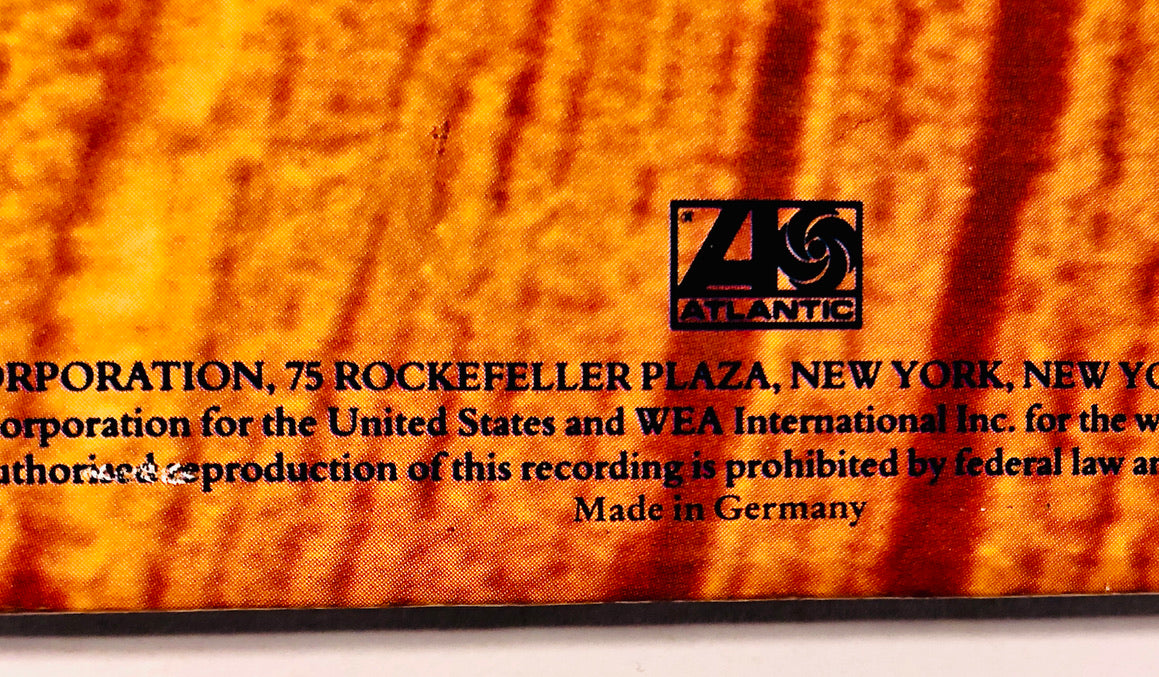 ATLANTIC
ORPORATION, 75 ROCKEFELLER PLAZA, NEW YORK, NEW YO
orporation for the United States and WEA International Inc. for the w
uthorised reproduction of this recording is prohibited by federal law an
Made in Germany